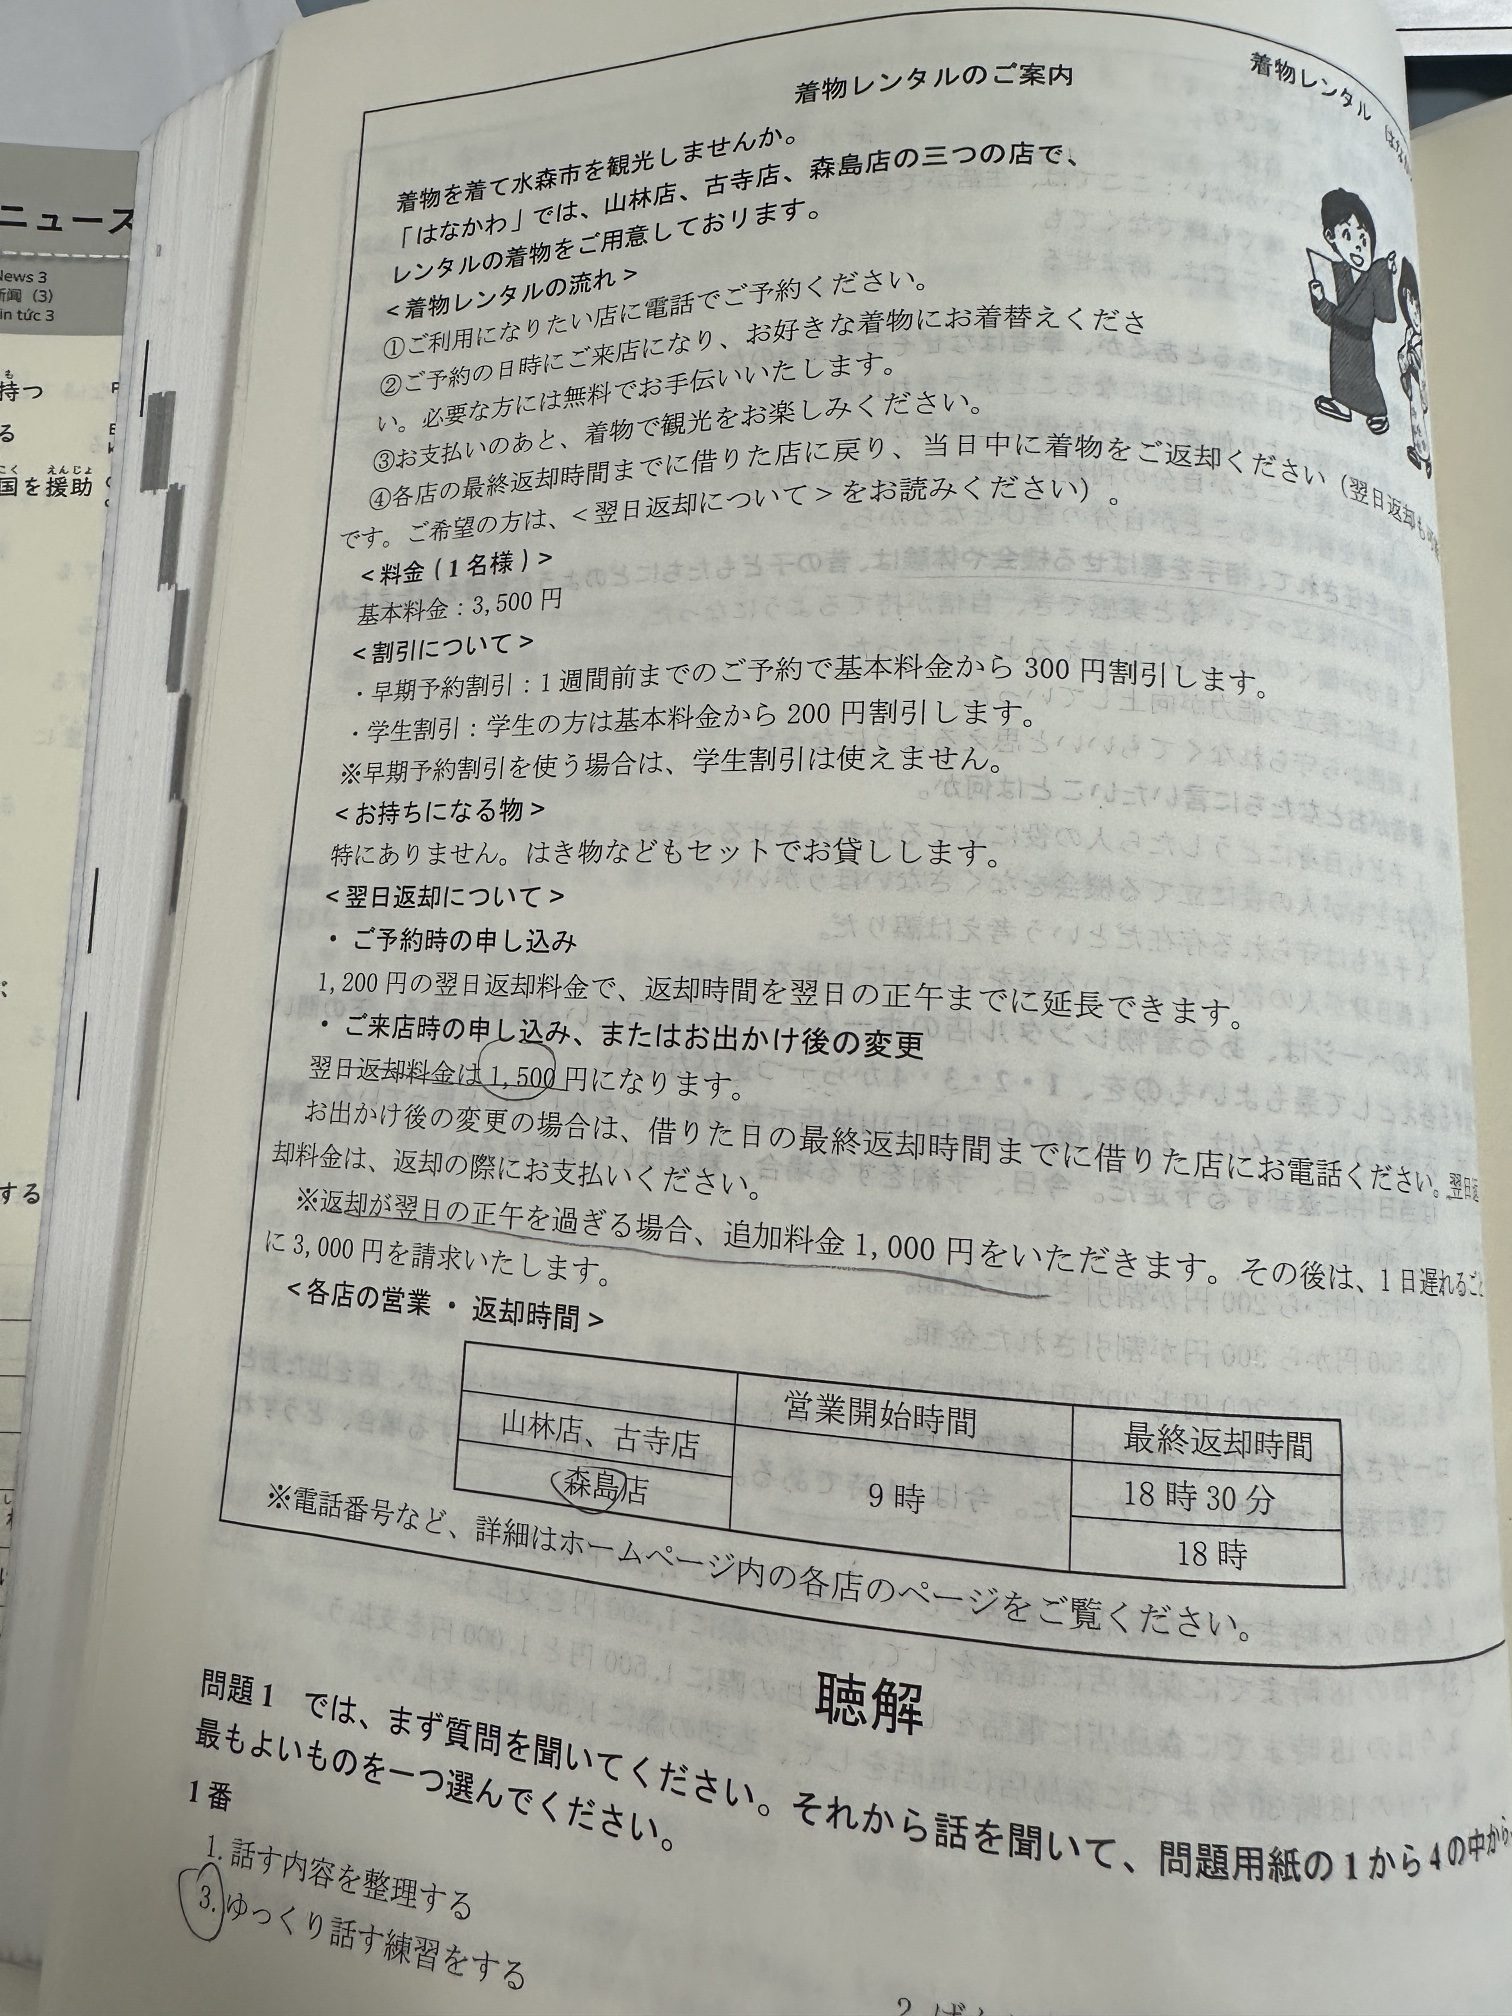 着物レンタル
着物レンタルのご案内
着物を着て水森市を観光しませんか。
「はなかわ」では、山林店、古寺店、森島店の三つの店で、
レンタルの着物をご用意しております。
<着物レンタルの流れ>
①ご利用になりたい店に電話でご予約ください。
②ご予約の日時にご来店になり、お好きな着物にお着替えくださ
い。必要な方には無料でお手伝いいたします。
③お支払いのあと、着物で観光をお楽しみください。
④各店の最終返却時間までに借りた店に戻り、当日中に着物をご返却ください（翌日返却も
です。ご希望の方は、<翌日返却について>をお読みください）。
<料金(1名様)>
基本料金：3,500円
<割引について>
・早期予約割引：1週間前までのご予約で基本料金から300円割引します。
・学生割引：学生の方は基本料金から200円割引します。
※早期予約割引を使う場合は、学生割引は使えません。
<お持ちになる物>
特にありません。はき物などもセットでお貸しします。
<翌日返却について>
・ご予約時の申し込み
1,200円の翌日返却料金で、返却時間を翌日の正午までに延長できます。
・ご来店時の申し込み、またはお出かけ後の変更
翌日返却料金は1,500円になります。
お出かけ後の変更の場合は、借りた日の最終返却時間までに借りた店にお電話ください。翌日返
却料金は、返却の際にお支払いください。
※返却が翌日の正午を過ぎる場合、追加料金1,000円をいただきます。その後は、1日遅れるごと
に3,000円を請求いたします。
<各店の営業・返却時間>
営業開始時間 最終返却時間
山林店、古寺店 9時 18時30分
森島店 18時
※電話番号など、詳細はホームページ内の各店のページをご覧ください。
聴解
問題1 では、まず質問を聞いてください。それから話を聞いて、問題用紙の1から4の中から
最もよいものを一つ選んでください。
1番
1.話す内容を整理する
3.ゆっくり話す練習をする
ニュース
News 3
新闻（3）
in tức 3
持つ
る
国を援助
する